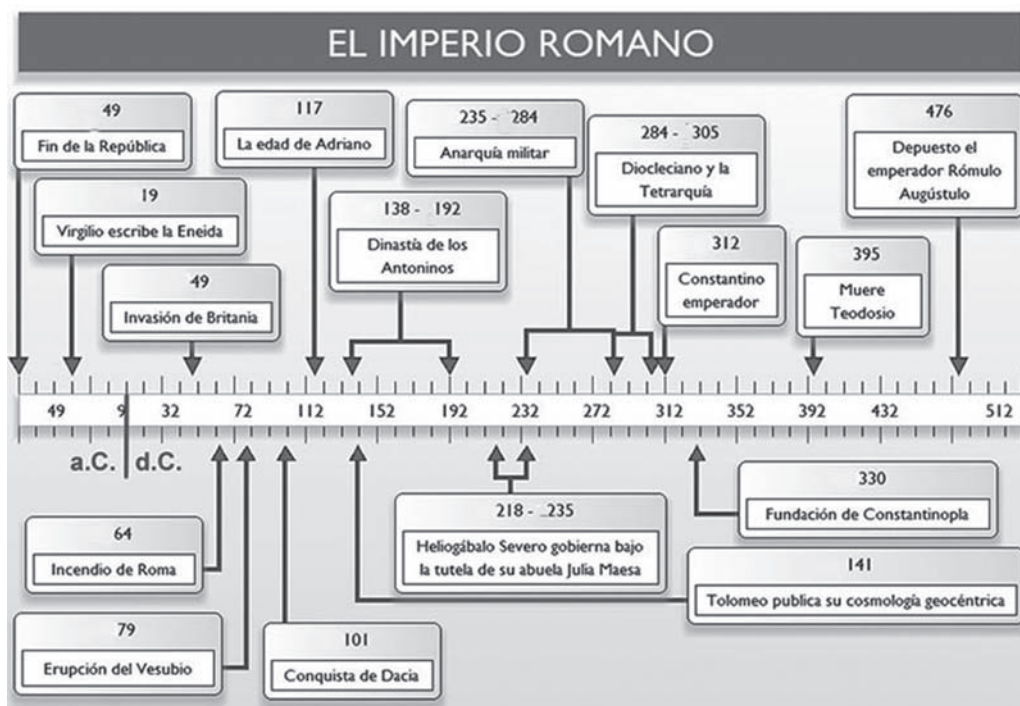 EL IMPERIO ROMANO
49
Fin de la República
19
Virgilio escribe la Eneida
49
Invasión de Britania
117
La edad de Adriano
138 - 192
Dinastía de los
Antoninos
235 - 284
Anarquía militar
284 - 305
Diocleciano y la
Tetrarquía
312
Constantino
emperador
395
Muere
Teodosio
476
Depuesto el
emperador Rómulo
Augústulo
49 9 32 72 112 152 192 232 272 312 352 392 432 512
a.C. d.C.
64
Incendio de Roma
79
Erupción del Vesubio
101
Conquista de Dacia
218 - 235
Heliogábalo Severo gobierna bajo
la tutela de su abuela Julia Maesa
330
Fundación de Constantinopla
141
Tolomeo publica su cosmología geocéntrica